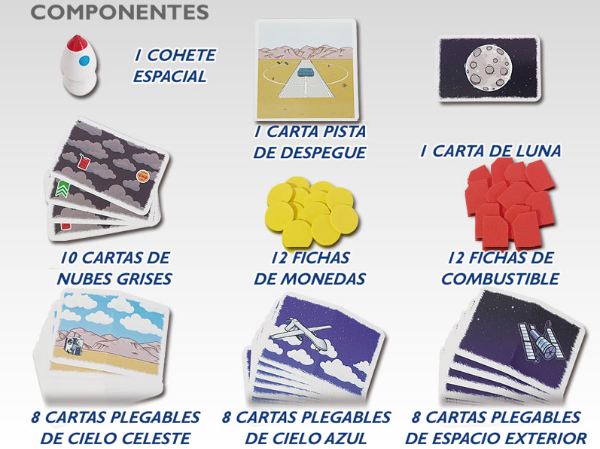 COMPONENTES
1 COHETE
ESPACIAL
1 CARTA PISTA
DE DESPEGUE
1 CARTA DE LUNA
10 CARTAS DE
NUBES GRISES
12 FICHAS
DE MONEDAS
12 FICHAS DE
COMBUSTIBLE
8 CARTAS PLEGABLES
DE CIELO CELESTE
8 CARTAS PLEGABLES
DE CIELO AZUL
8 CARTAS PLEGABLES
DE ESPACIO EXTERIOR